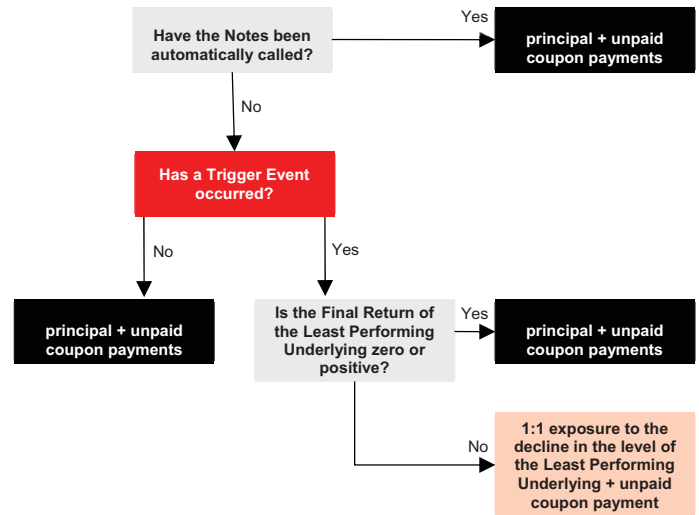 Have the Notes been
automatically called?
Yes
principal + unpaid
coupon payments
No
Has a Trigger Event
occurred?
No
Yes
principal + unpaid
coupon payments
Is the Final Return of
the Least Performing
Underlying zero or
positive?
Yes
principal + unpaid
coupon payments
No
1:1 exposure to the
decline in the level of
the Least Performing
Underlying + unpaid
coupon payment